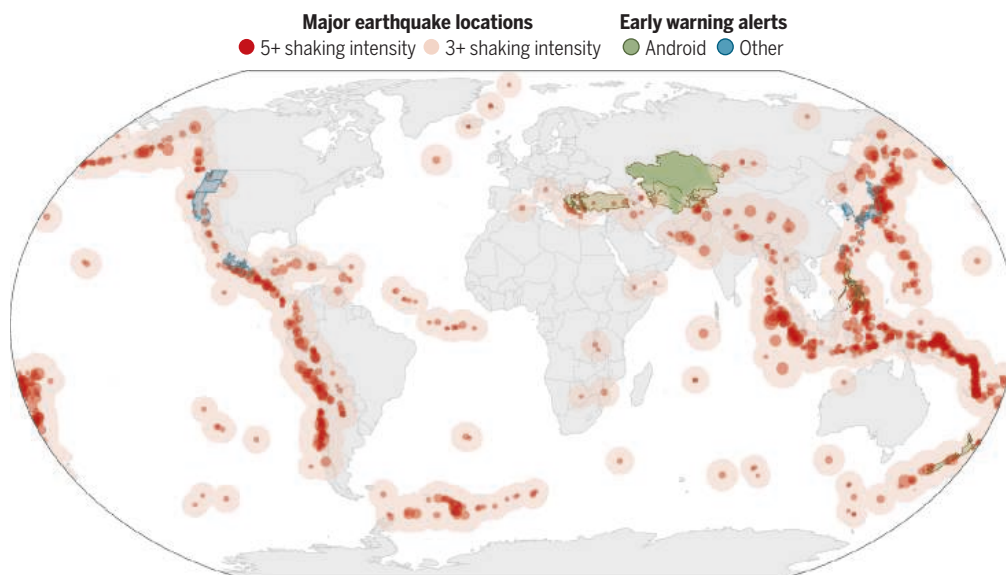 Major earthquake locations
Early warning alerts
5+ shaking intensity
3+ shaking intensity
Android
Other